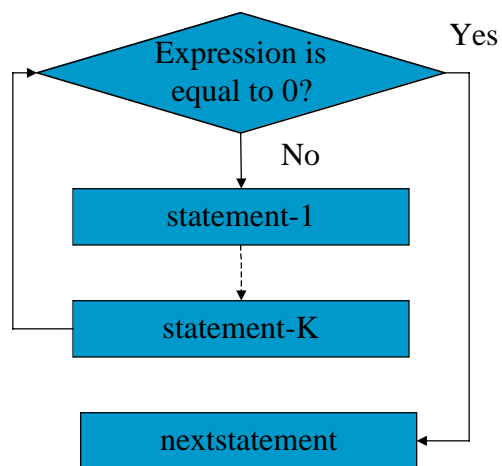 Expression is
equal to 0?
Yes
No
statement-1
statement-K
nextstatement